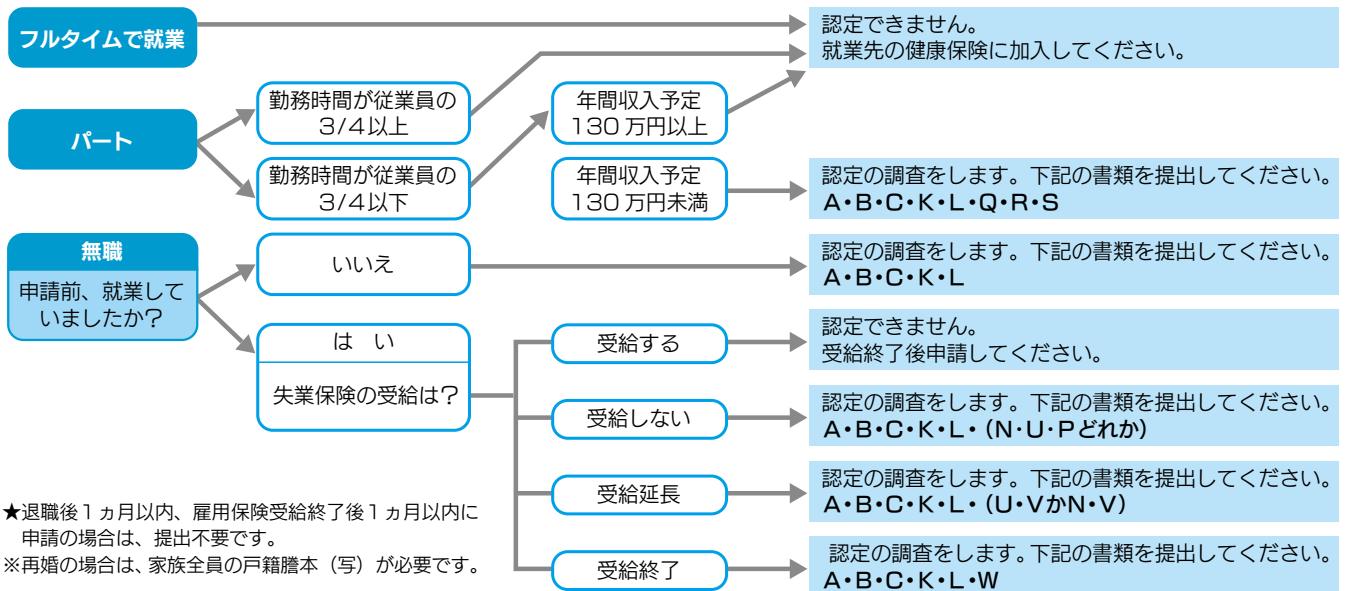 フルタイムで就業
認定できません。
就業先の健康保険に加入してください。
パート
勤務時間が従業員の
3/4以上
年間収入予定
130万円以上
勤務時間が従業員の
3/4以下
年間収入予定
130万円未満
認定の調査をします。下記の書類を提出してください。
A・B・C・K・L・Q・R・S
無職
申請前、就業して
いましたか？
いいえ
認定の調査をします。下記の書類を提出してください。
A・B・C・K・L
は い
失業保険の受給は？
受給する
認定できません。
受給終了後申請してください。
受給しない
認定の調査をします。下記の書類を提出してください。
A・B・C・K・L・（N・U・Pどれか）
受給延長
認定の調査をします。下記の書類を提出してください。
A・B・C・K・L・（U・VかN・V）
受給終了
認定の調査をします。下記の書類を提出してください。
A・B・C・K・L・W
★退職後1ヵ月以内、雇用保険受給終了後1ヵ月以内に
申請の場合は、提出不要です。
※再婚の場合は、家族全員の戸籍謄本（写）が必要です。